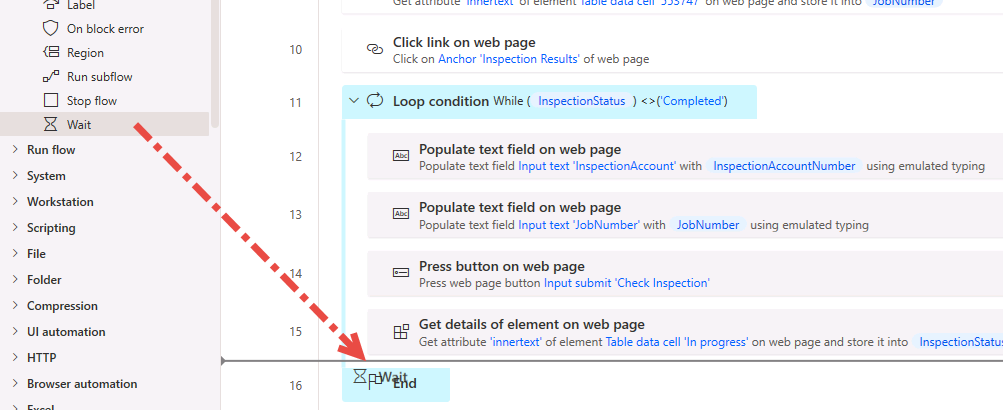 Label
On block error
Region
Run subflow
Stop flow
Wait
Run flow
System
Workstation
Scripting
File
Folder
Compression
UI automation
HTTP
Browser automation
Excel
Get attribute 'innertext' of element Table data cell '553747' on web page and store it into JobNumber
10
Click link on web page
Click on Anchor 'Inspection Results' of web page
11
Loop condition While ( InspectionStatus ) <>('Completed')
12
Populate text field on web page
Populate text field Input text 'InspectionAccount' with InspectionAccountNumber using emulated typing
13
Populate text field on web page
Populate text field Input text 'JobNumber' with JobNumber using emulated typing
14
Press button on web page
Press web page button Input submit 'Check Inspection'
15
Get details of element on web page
Get attribute 'innertext' of element Table data cell 'In progress' on web page and store it into InspectionStatus
16
Wait
End